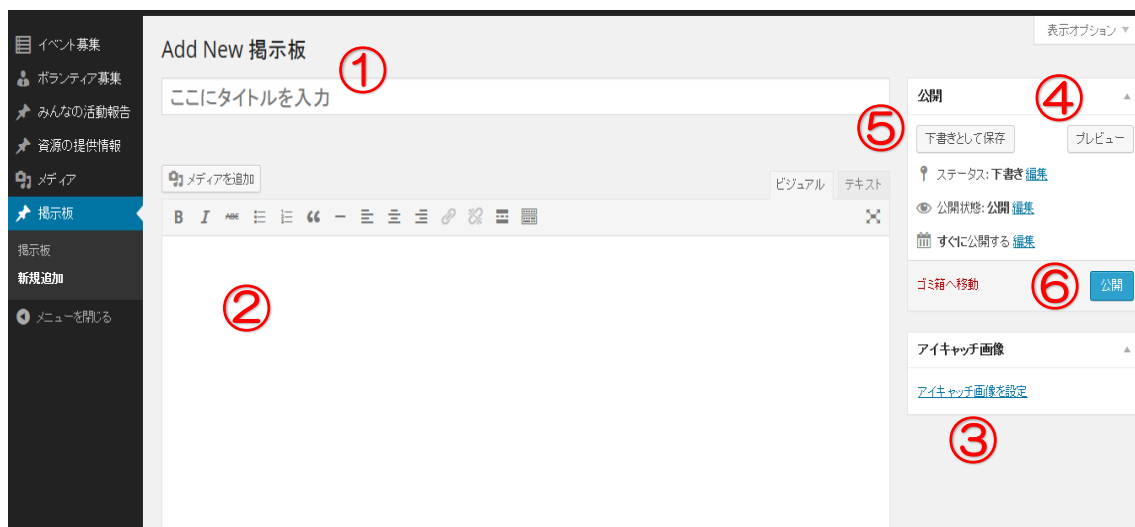 イベント募集
ボランティア募集
みんなの活動報告
資源の提供情報
メディア
掲示板
掲示板
新規追加
メニューを閉じる
表示オプション ▼
Add New 掲示板
①
ここにタイトルを入力
メディアを追加
ビジュアル テキスト
B I ABC
②
公開 ④
⑤
下書きとして保存 プレビュー
ステータス: 下書き 編集
公開状態: 公開 編集
すぐに公開する 編集
ゴミ箱へ移動 ⑥ 公開
アイキャッチ画像
アイキャッチ画像を設定
③